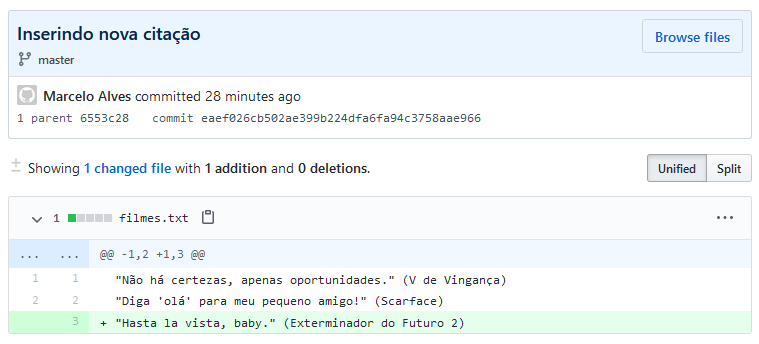 Inserindo nova citação
Browse files
master
Marcelo Alves committed 28 minutes ago
1 parent 6553c28 commit eaef026cb502ae399b224dfa6fa94c3758aae966
Showing 1 changed file with 1 addition and 0 deletions.
Unified Split
1 filmes.txt
... ... @@ -1,2 +1,3 @@
1 1 "Não há certezas, apenas oportunidades." (V de Vingança)
2 2 "Diga 'olá' para meu pequeno amigo!" (Scarface)
3 + "Hasta la vista, baby." (Exterminador do Futuro 2)